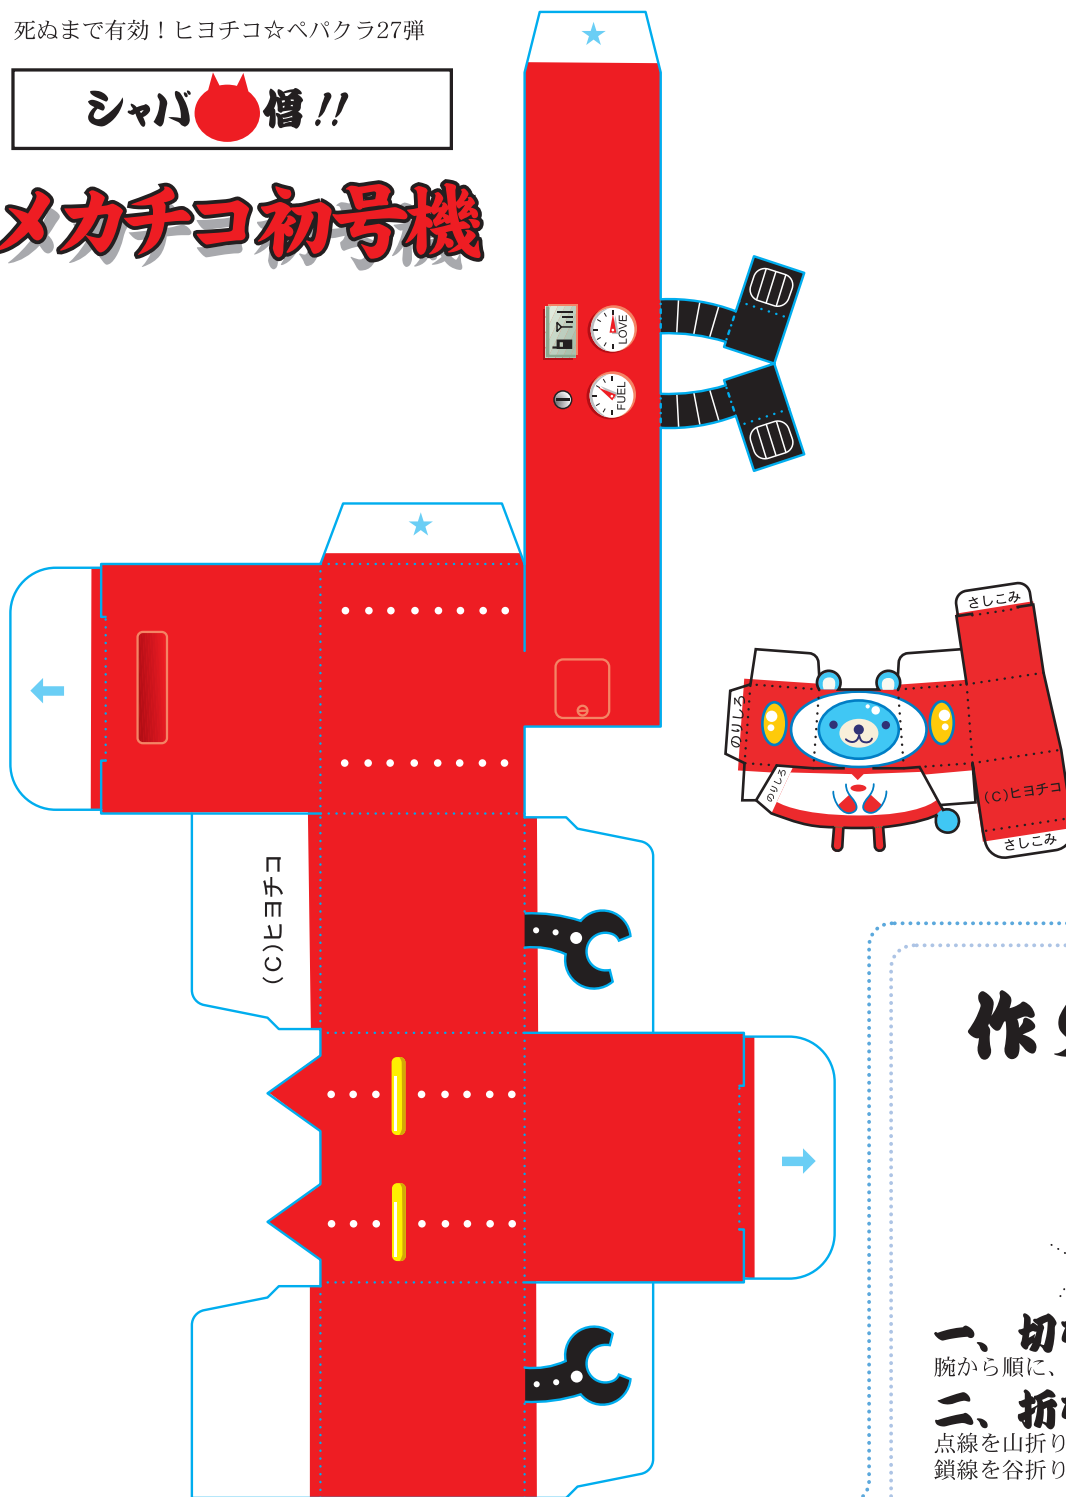 死ぬまで有効！ヒヨチコ☆ペパクラ27弾
シャバ僧!!
メカチコ初号機
LOVE
FUEL
さしこみ
のりしろ
のりしろ
(C)ヒヨチコ
さしこみ
(C)ヒヨチコ
作
一、切
腕から順に、
二、折
点線を山折り
鎖線を谷折り